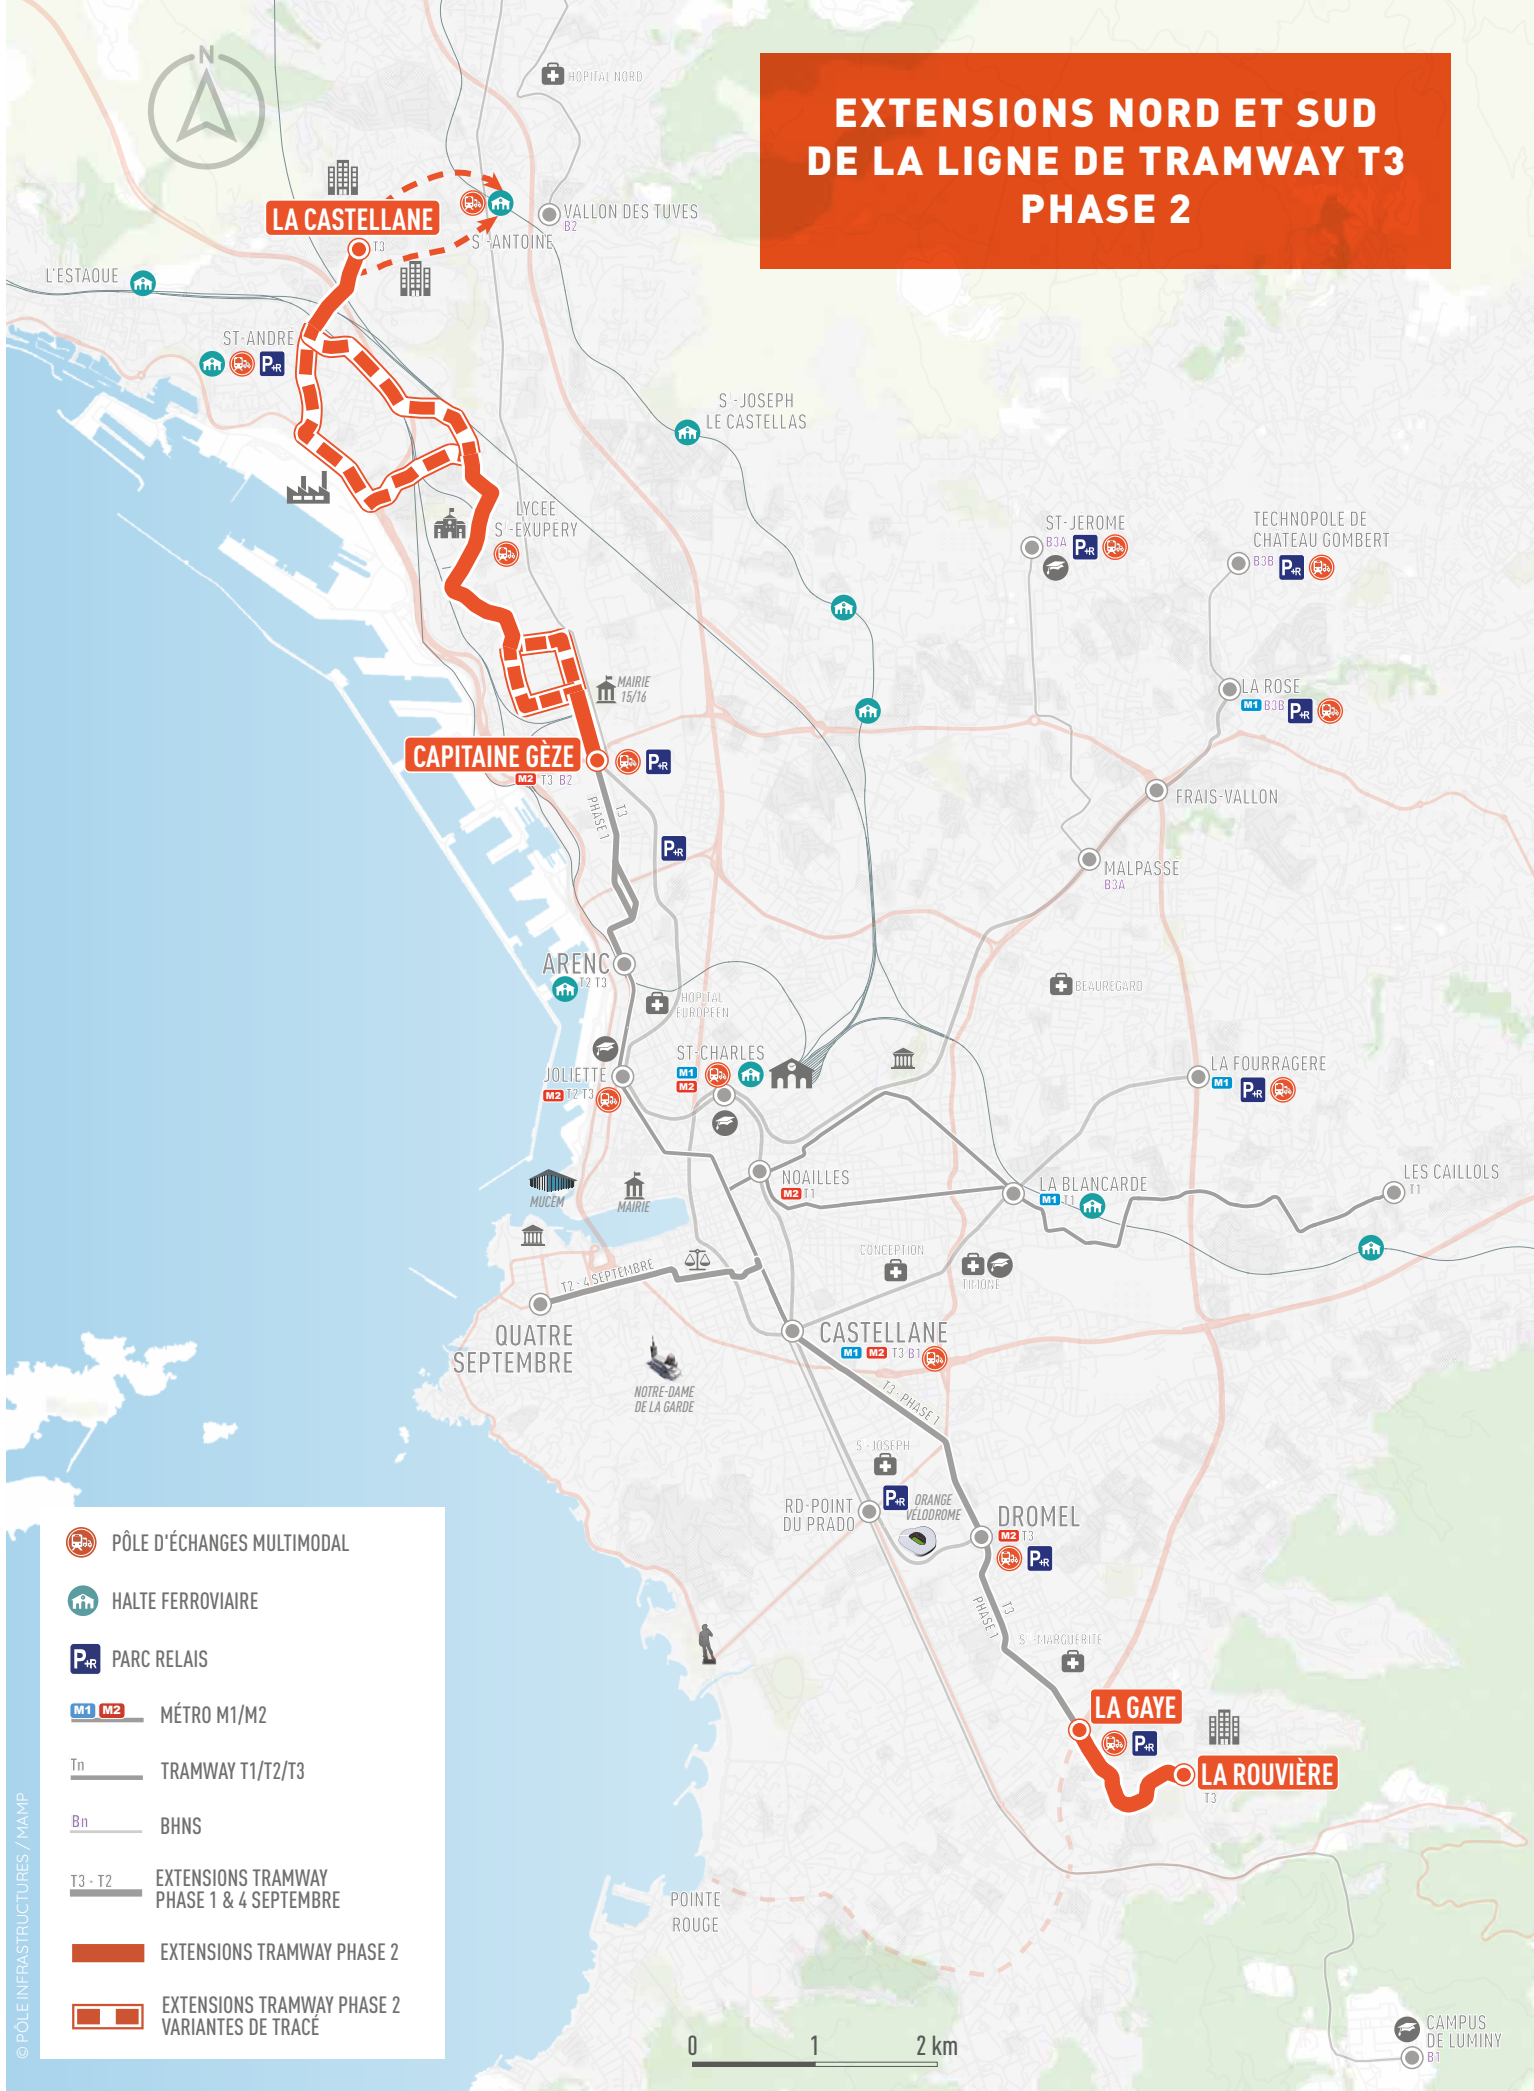 N
HOPITAL NORD
EXTENSIONS NORD ET SUD
DE LA LIGNE DE TRAMWAY T3
PHASE 2
LA CASTELLANE
T3
VALLON DES TUVES
B2
S -ANTOINE
L'ESTAQUE
ST-ANDRE
P+R
S -JOSEPH
LE CASTELLAS
LYCEE
S -EXUPERY
ST-JEROME
B3A P+R
TECHNOPOLE DE
CHATEAU GOMBERT
B3B P+R
MAIRIE
15/16
LA ROSE
M1 B3B P+R
CAPITAINE GÈZE
P+R
M2 T3 B2
FRAIS-VALLON
T3
PHASE 1
P+R
MALPASSE
B3A
ARENC
T2 T3
HOPITAL
EUROPEEN
BEAUREGARD
ST-CHARLES
M1
M2
JOLIETTE
M2 T2 T3
LA FOURRAGERE
M1 P+R
NOAILLES
M2 T1
LA BLANCARDE
M1 T1
LES CAILLOLS
T1
MUCEM
MAIRIE
CONCEPTION
TIMONE
T2 - 4 SEPTEMBRE
QUATRE
SEPTEMBRE
CASTELLANE
M1 M2 T3 B1
NOTRE-DAME
DE LA GARDE
T3 - PHASE 1
S -JOSEPH
P+R
ORANGE
VÉLODROME
RD-POINT
DU PRADO
DROMEL
M2 T3
P+R
T3
PHASE 1
S -MARGUERITE
LA GAYE
P+R
LA ROUVIÈRE
T3
POINTE
ROUGE
CAMPUS
DE LUMINY
B1
0 1 2 km
PÔLE D'ÉCHANGES MULTIMODAL
HALTE FERROVIAIRE
P+R PARC RELAIS
M1 M2 MÉTRO M1/M2
Tn TRAMWAY T1/T2/T3
Bn BHNS
T3 - T2 EXTENSIONS TRAMWAY
PHASE 1 & 4 SEPTEMBRE
EXTENSIONS TRAMWAY PHASE 2
EXTENSIONS TRAMWAY PHASE 2
VARIANTES DE TRACÉ
© PÔLE INFRASTRUCTURES / MAMP